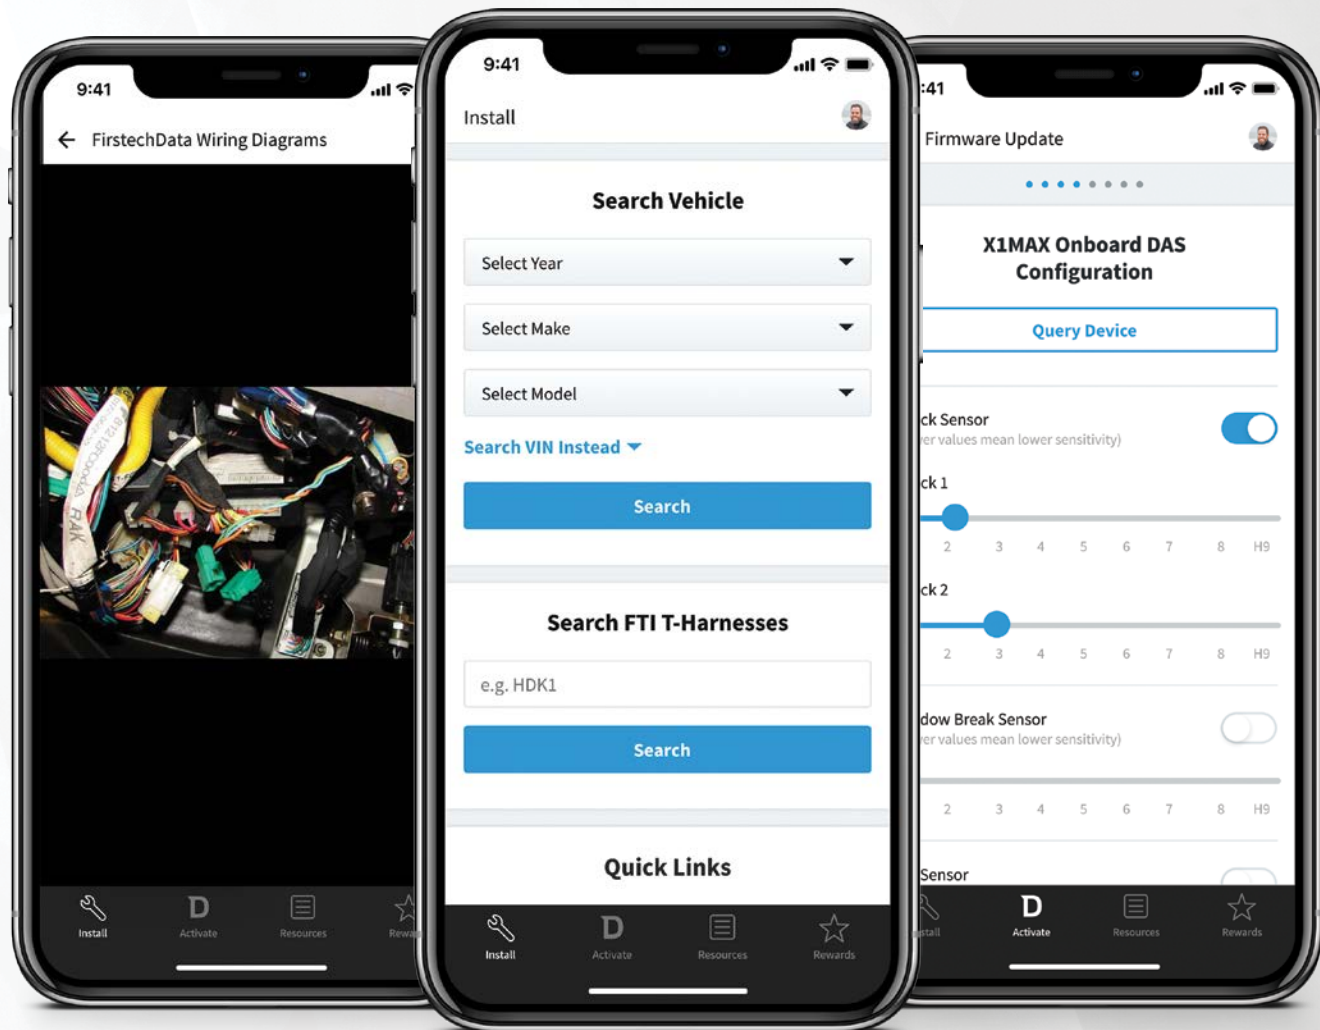 9:41
FirstechData Wiring Diagrams
RAK
Install
Activate
Resources
9:41
Install
Search Vehicle
Select Year
Select Make
Select Model
Search VIN Instead
Search
Search FTI T-Harnesses
e.g. HDK1
Search
Quick Links
Install
D
Activate
Resources
Rewards
:41
Firmware Update
X1MAX Onboard DAS
Configuration
Query Device
ck Sensor
er values mean lower sensitivity)
ck 1
2 3 4 5 6 7 8 H9
ck 2
2 3 4 5 6 7 8 H9
dow Break Sensor
er values mean lower sensitivity)
2 3 4 5 6 7 8 H9
Sensor
D
stall
Activate
Resources
Rewards